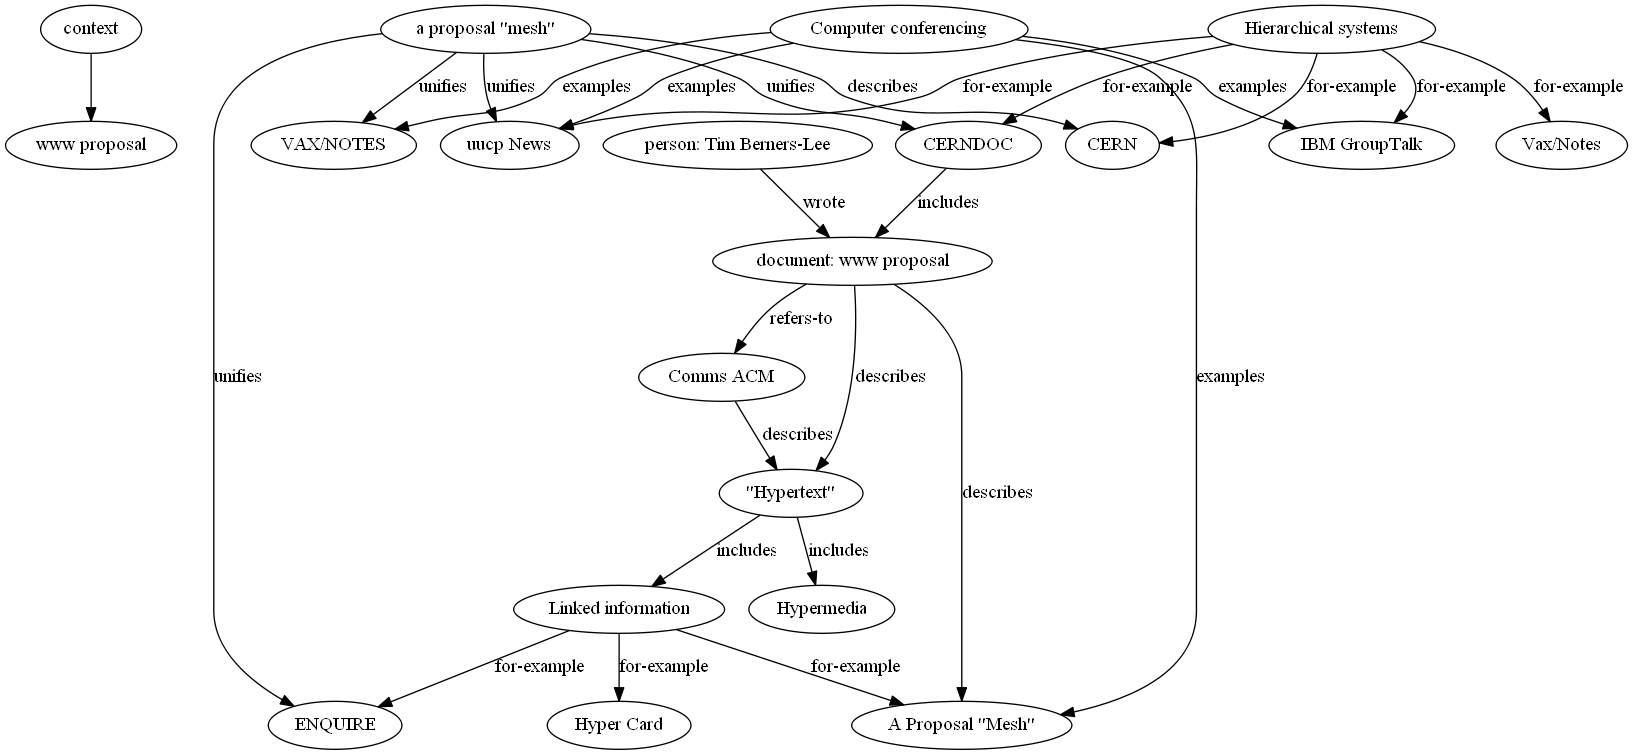 context
a proposal "mesh"
Computer conferencing
Hierarchical systems
unifies
unifies
examples
examples
unifies
describes
for-example
for-example
examples
for-example
for-example
for-example
www proposal
VAX/NOTES
uucp News
person: Tim Berners-Lee
CERNDOC
CERN
IBM GroupTalk
Vax/Notes
wrote
includes
document: www proposal
refers-to
unifies
Comms ACM
describes
examples
describes
"Hypertext"
describes
includes
includes
Linked information
Hypermedia
for-example
for-example
for-example
ENQUIRE
Hyper Card
A Proposal "Mesh"